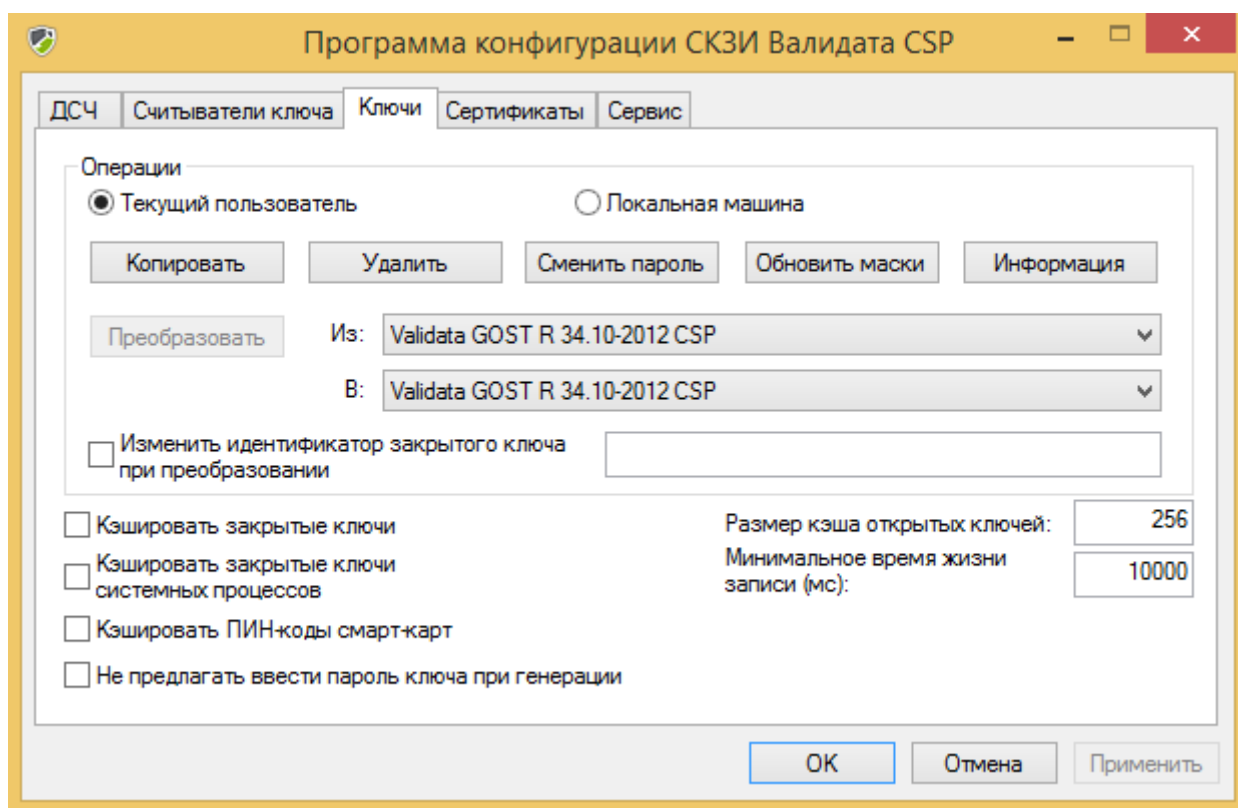 Программа конфигурации СКЗИ Валидата CSP
ДСЧ Считыватели ключа Ключи Сертификаты Сервис
Операции
Текущий пользователь Локальная машина
Копировать Удалить Сменить пароль Обновить маски Информация
Преобразовать Из: Validata GOST R 34.10-2012 CSP
В: Validata GOST R 34.10-2012 CSP
Изменить идентификатор закрытого ключа
при преобразовании
Кэшировать закрытые ключи
Размер кэша открытых ключей: 256
Кэшировать закрытые ключи
системных процессов
Минимальное время жизни
записи (мс): 10000
Кэшировать ПИН-коды смарт-карт
Не предлагать ввести пароль ключа при генерации
ОК Отмена Применить